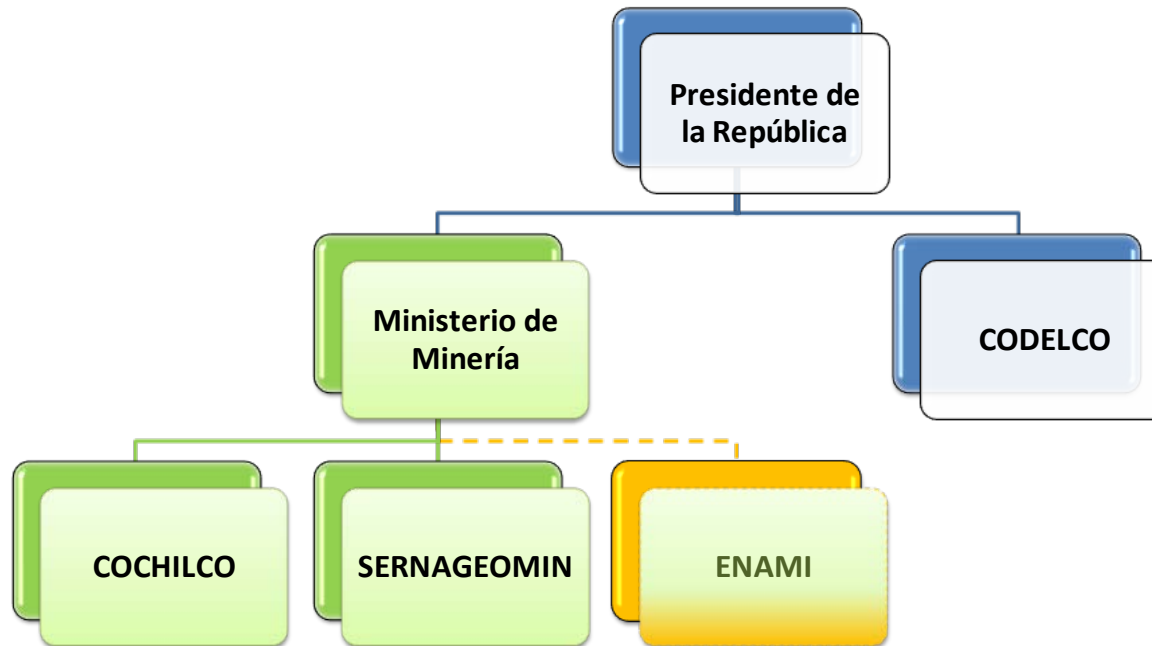 Presidente de
la República
Ministerio de
Minería
CODELCO
COCHILCO
SERNAGEOMIN
ENAMI